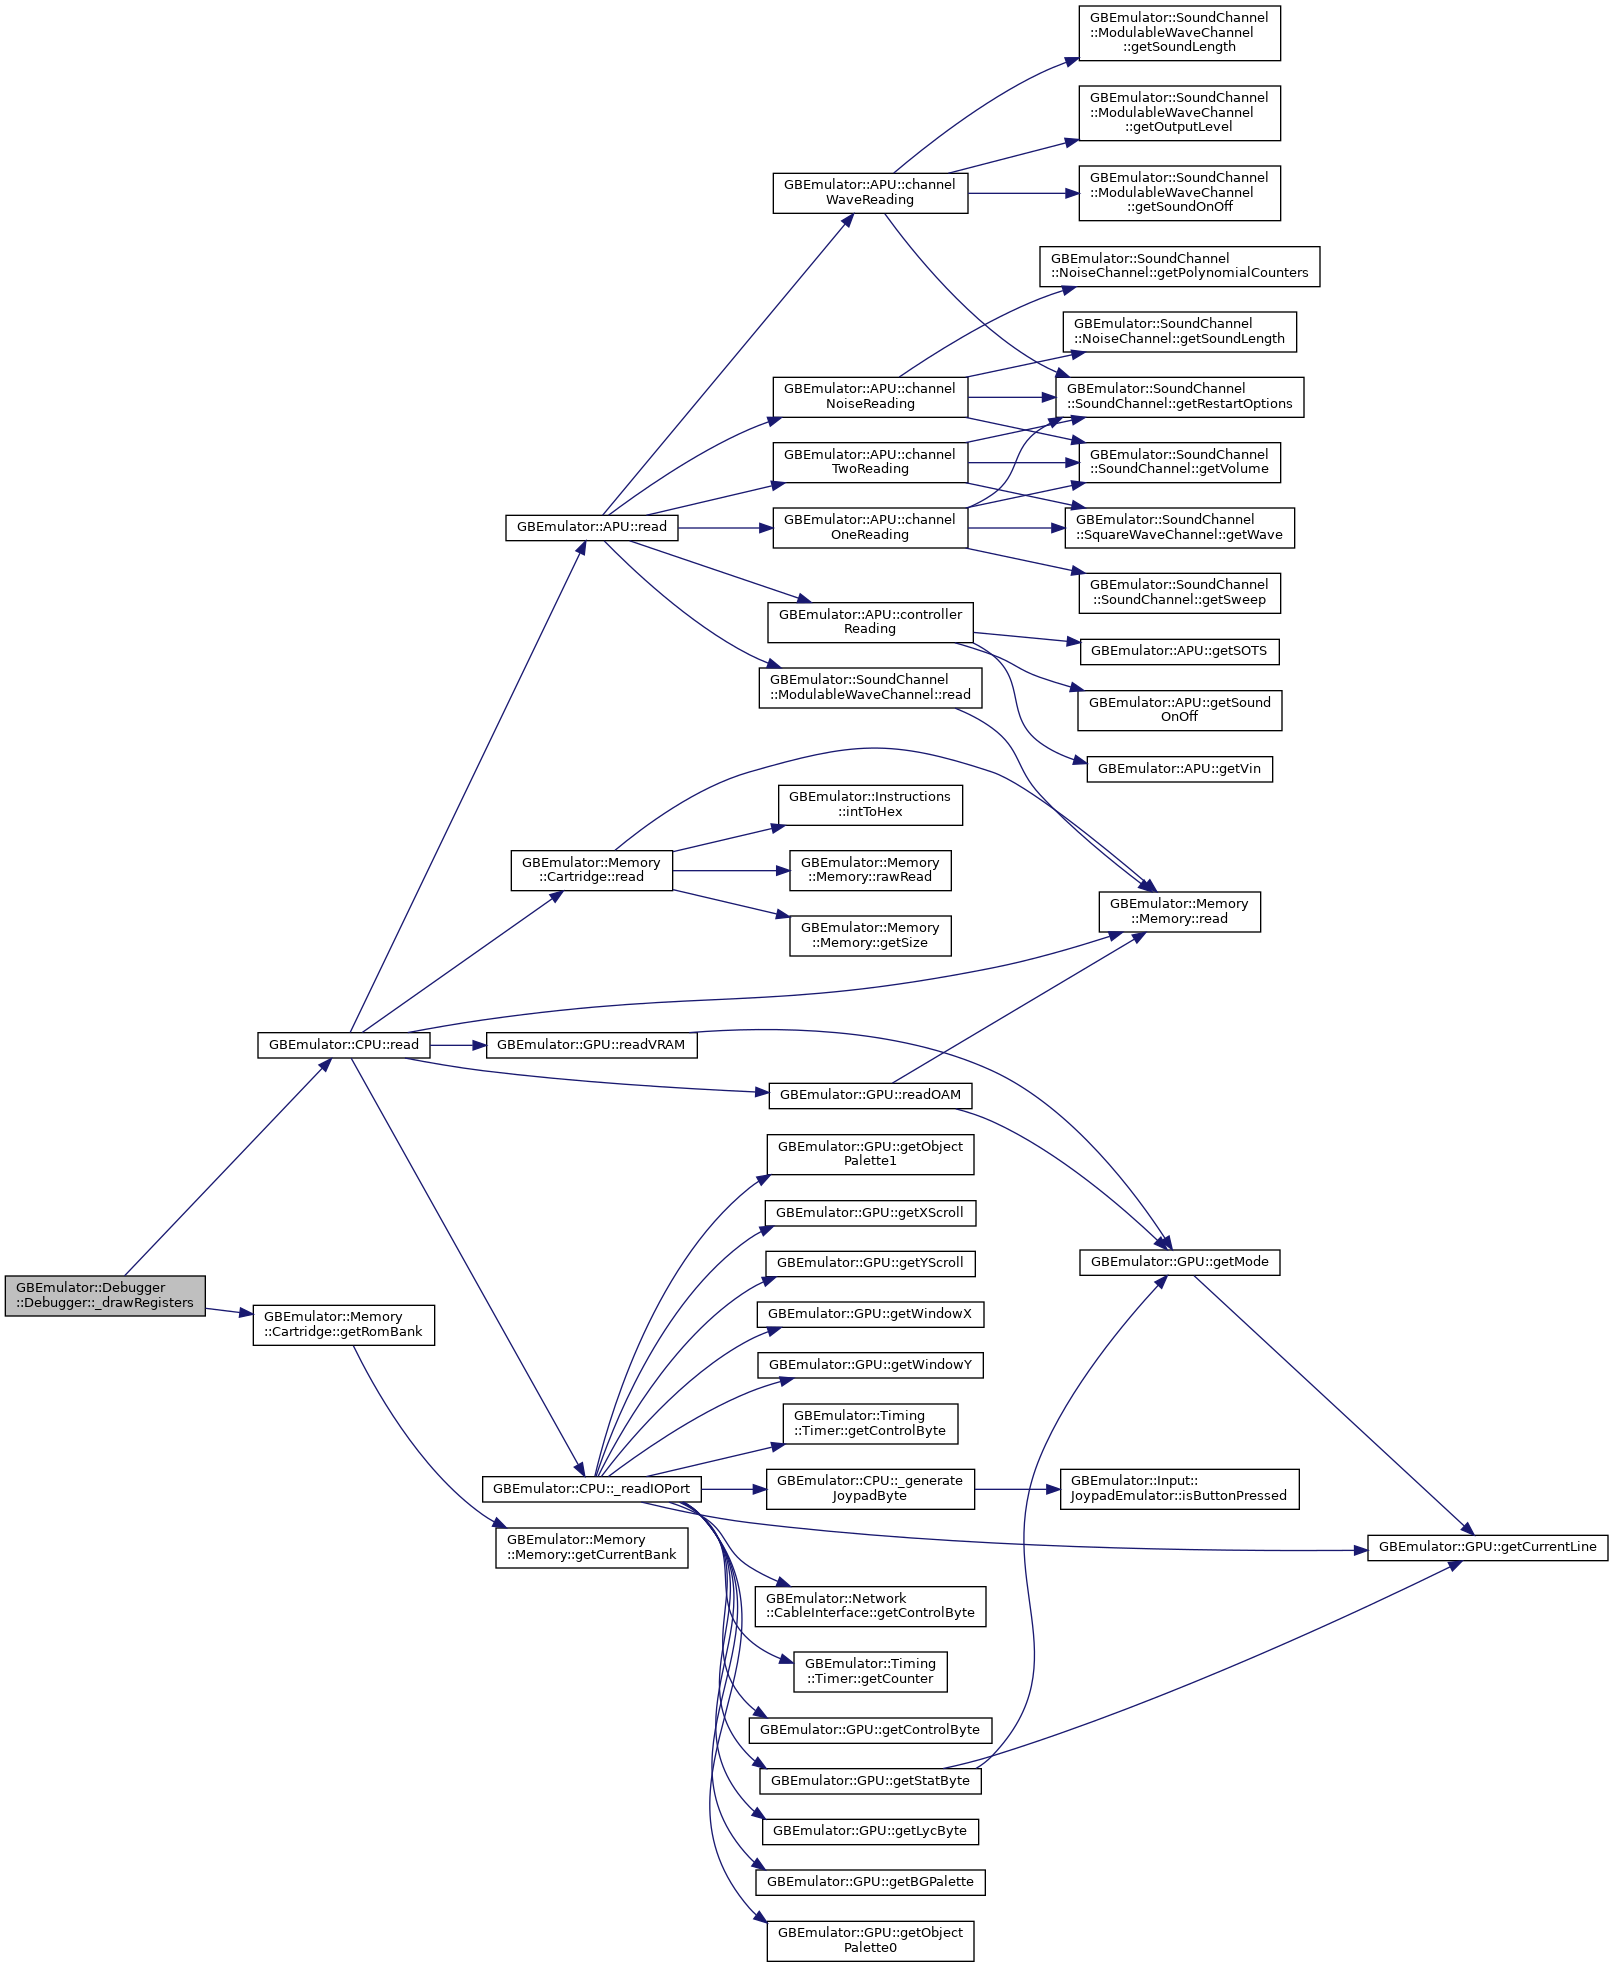 GBEmulator::SoundChannel
::ModulableWaveChannel
::getSoundLength
GBEmulator::SoundChannel
::ModulableWaveChannel
::getOutputLevel
GBEmulator::SoundChannel
::ModulableWaveChannel
::getSoundOnOff
GBEmulator::APU::channel
WaveReading
GBEmulator::SoundChannel
::NoiseChannel::getPolynomialCounters
GBEmulator::SoundChannel
::NoiseChannel::getSoundLength
GBEmulator::APU::channel
NoiseReading
GBEmulator::SoundChannel
::SoundChannel::getRestartOptions
GBEmulator::APU::channel
TwoReading
GBEmulator::SoundChannel
::SoundChannel::getVolume
GBEmulator::APU::read
GBEmulator::APU::channel
OneReading
GBEmulator::SoundChannel
::SquareWaveChannel::getWave
GBEmulator::SoundChannel
::SoundChannel::getSweep
GBEmulator::APU::controller
Reading
GBEmulator::APU::getSOTS
GBEmulator::SoundChannel
::ModulableWaveChannel::read
GBEmulator::APU::getSound
OnOff
GBEmulator::APU::getVin
GBEmulator::Instructions
::intToHex
GBEmulator::Memory
::Cartridge::read
GBEmulator::Memory
::Memory::rawRead
GBEmulator::Memory
::Memory::getSize
GBEmulator::Memory
::Memory::read
GBEmulator::CPU::read
GBEmulator::GPU::readVRAM
GBEmulator::GPU::readOAM
GBEmulator::GPU::getObject
Palette1
GBEmulator::GPU::getXScroll
GBEmulator::GPU::getYScroll
GBEmulator::GPU::getMode
GBEmulator::Debugger
::Debugger::_drawRegisters
GBEmulator::Memory
::Cartridge::getRomBank
GBEmulator::GPU::getWindowX
GBEmulator::GPU::getWindowY
GBEmulator::Timing
::Timer::getControlByte
GBEmulator::CPU::_readIOPort
GBEmulator::CPU::_generate
JoypadByte
GBEmulator::Input::
JoypadEmulator::isButtonPressed
GBEmulator::Memory
::Memory::getCurrentBank
GBEmulator::GPU::getCurrentLine
GBEmulator::Network
::CableInterface::getControlByte
GBEmulator::Timing
::Timer::getCounter
GBEmulator::GPU::getControlByte
GBEmulator::GPU::getStatByte
GBEmulator::GPU::getLycByte
GBEmulator::GPU::getBGPalette
GBEmulator::GPU::getObject
Palette0